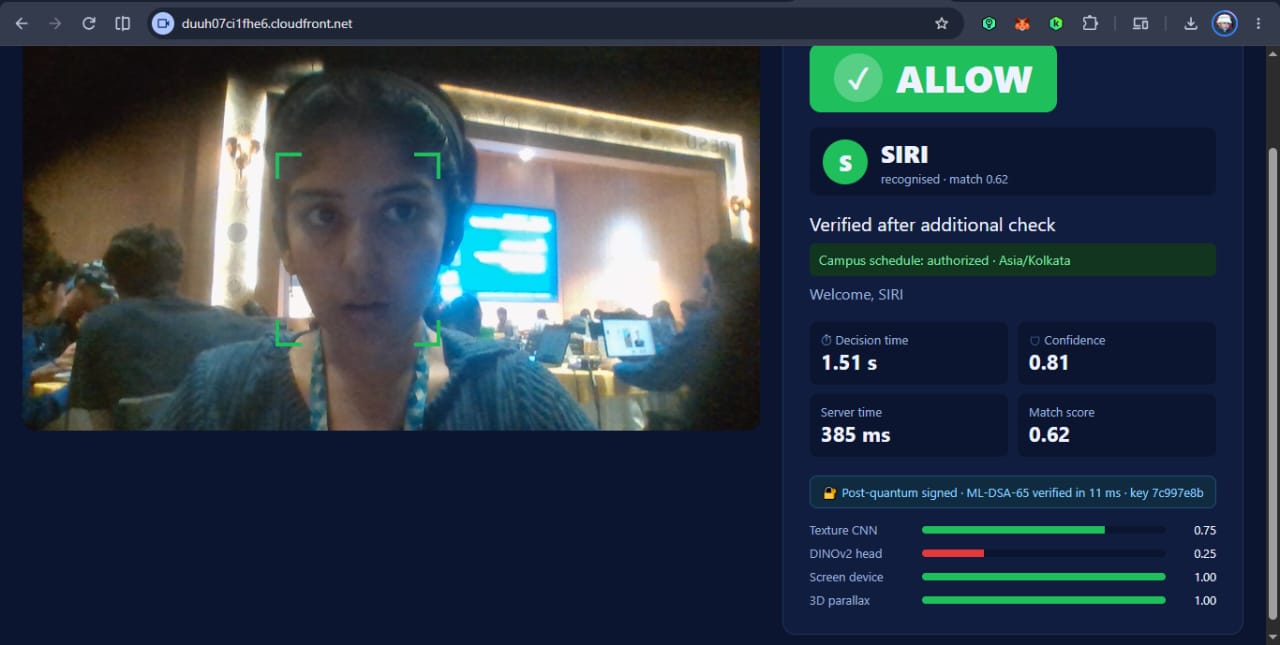 duuh07ci1fhe6.cloudfront.net
✓ ALLOW
S
SIRI
recognised · match 0.62
Verified after additional check
Campus schedule: authorized · Asia/Kolkata
Welcome, SIRI
Decision time
1.51 s
Confidence
0.81
Server time
385 ms
Match score
0.62
Post-quantum signed · ML-DSA-65 verified in 11 ms · key 7c997e8b
Texture CNN 0.75
DINOv2 head 0.25
Screen device 1.00
3D parallax 1.00